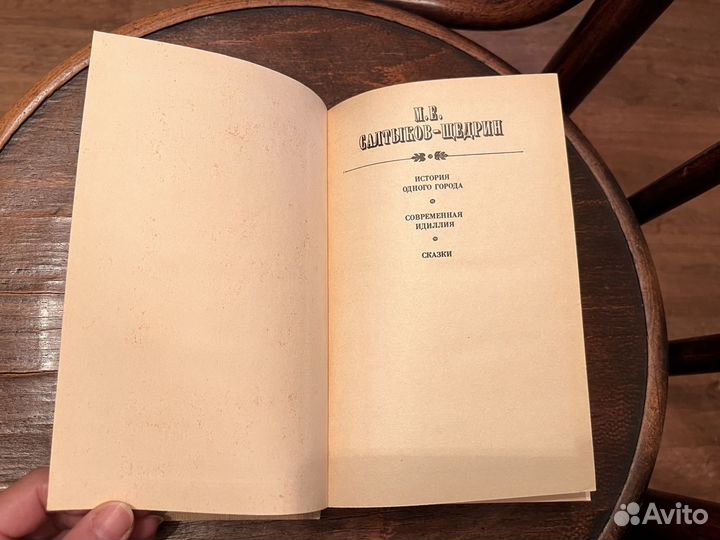 М.Е.
САЛТЫКОВ-ЩЕДРИН
ИСТОРИЯ
ОДНОГО ГОРОДА
СОВРЕМЕННАЯ
ИДИЛЛИЯ
СКАЗКИ
Avito